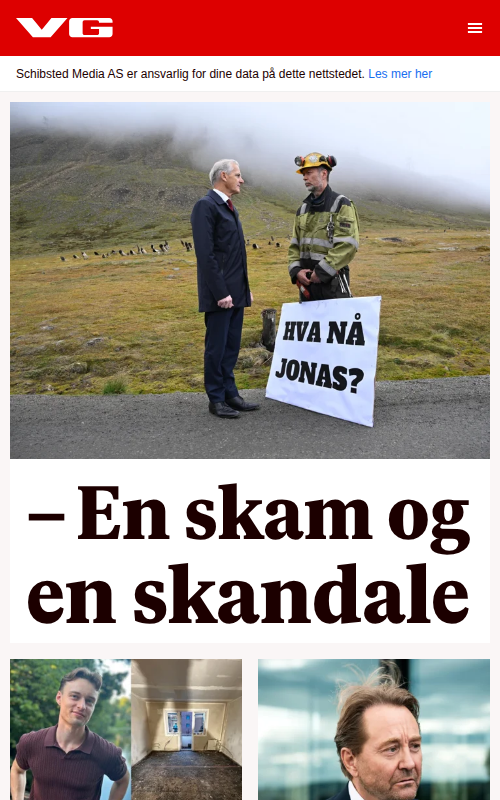 VG
Schibsted Media AS er ansvarlig for dine data på dette nettstedet. Les mer her
HVA NÅ
JONAS?
– En skam og
en skandale